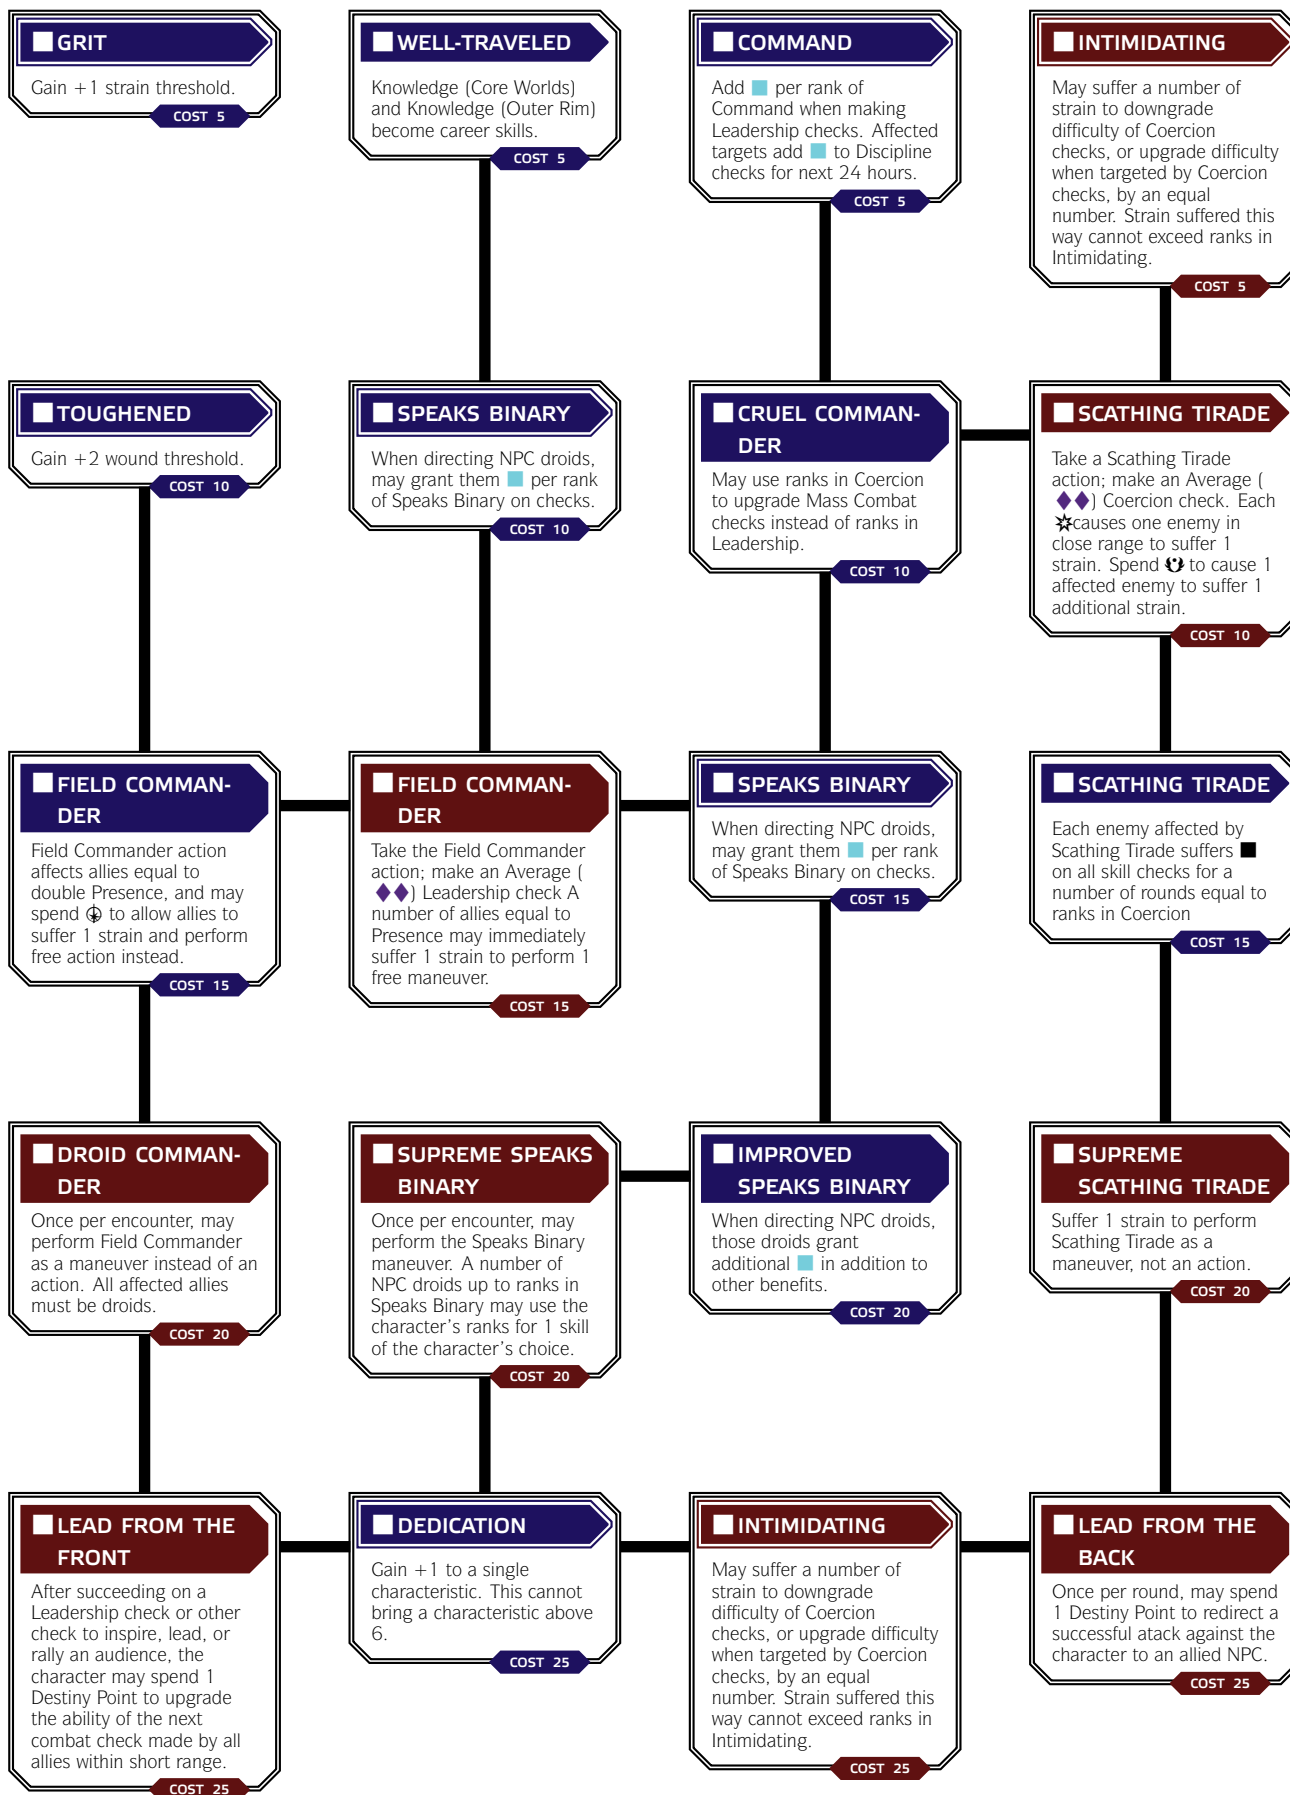 GRIT
Gain +1 strain threshold.
COST 5
WELL-TRAVELED
Knowledge (Core Worlds)
and Knowledge (Outer Rim)
become career skills.
COST 5
COMMAND
Add per rank of
Command when making
Leadership checks. Affected
targets add to Discipline
checks for next 24 hours.
COST 5
INTIMIDATING
May suffer a number of
strain to downgrade
difficulty of Coercion
checks, or upgrade difficulty
when targeted by Coercion
checks, by an equal
number. Strain suffered this
way cannot exceed ranks in
Intimidating.
COST 5
TOUGHENED
Gain +2 wound threshold.
COST 10
SPEAKS BINARY
When directing NPC droids,
may grant them per rank
of Speaks Binary on checks.
COST 10
CRUEL COMMAN-
DER
May use ranks in Coercion
to upgrade Mass Combat
checks instead of ranks in
Leadership.
COST 10
SCATHING TIRADE
Take a Scathing Tirade
action; make an Average (
) Coercion check. Each
causes one enemy in
close range to suffer 1
strain. Spend to cause 1
affected enemy to suffer 1
additional strain.
COST 10
FIELD COMMAN-
DER
Field Commander action
affects allies equal to
double Presence, and may
spend to allow allies to
suffer 1 strain and perform
free action instead.
COST 15
FIELD COMMAN-
DER
Take the Field Commander
action; make an Average (
) Leadership check A
number of allies equal to
Presence may immediately
suffer 1 strain to perform 1
free maneuver.
COST 15
SPEAKS BINARY
When directing NPC droids,
may grant them per rank
of Speaks Binary on checks.
COST 15
SCATHING TIRADE
Each enemy affected by
Scathing Tirade suffers
on all skill checks for a
number of rounds equal to
ranks in Coercion
COST 15
DROID COMMAN-
DER
Once per encounter, may
perform Field Commander
as a maneuver instead of an
action. All affected allies
must be droids.
COST 20
SUPREME SPEAKS
BINARY
Once per encounter, may
perform the Speaks Binary
maneuver. A number of
NPC droids up to ranks in
Speaks Binary may use the
character's ranks for 1 skill
of the character's choice.
COST 20
IMPROVED
SPEAKS BINARY
When directing NPC droids,
those droids grant
additional in addition to
other benefits.
COST 20
SUPREME
SCATHING TIRADE
Suffer 1 strain to perform
Scathing Tirade as a
maneuver, not an action.
COST 20
LEAD FROM THE
FRONT
After succeeding on a
Leadership check or other
check to inspire, lead, or
rally an audience, the
character may spend 1
Destiny Point to upgrade
the ability of the next
combat check made by all
allies within short range.
COST 25
DEDICATION
Gain +1 to a single
characteristic. This cannot
bring a characteristic above
6.
COST 25
INTIMIDATING
May suffer a number of
strain to downgrade
difficulty of Coercion
checks, or upgrade difficulty
when targeted by Coercion
checks, by an equal
number. Strain suffered this
way cannot exceed ranks in
Intimidating.
COST 25
LEAD FROM THE
BACK
Once per round, may spend
1 Destiny Point to redirect a
successful atack against the
character to an allied NPC.
COST 25